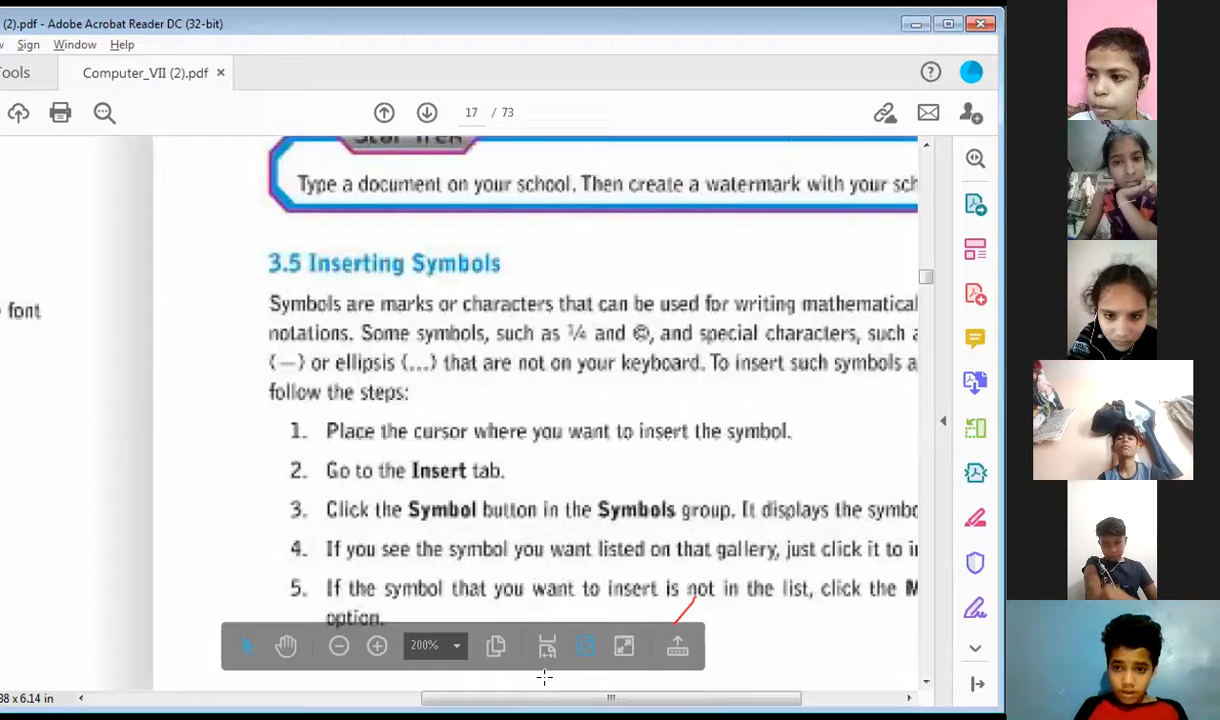 (2).pdf - Adobe Acrobat Reader DC (32-bit)
Sign Window Help
Tools
Computer_VII (2).pdf ×
17 / 73
Type a document on your school. Then create a watermark with your sch
3.5 Inserting Symbols
Symbols are marks or characters that can be used for writing mathematical
font
notations. Some symbols, such as ¼ and ©, and special characters, such a
(—) or ellipsis (...) that are not on your keyboard. To insert such symbols a
follow the steps:
1. Place the cursor where you want to insert the symbol.
2. Go to the Insert tab.
3. Click the Symbol button in the Symbols group. It displays the symbo
4. If you see the symbol you want listed on that gallery, just click it to in
5. If the symbol that you want to insert is not in the list, click the M
option.
200%
38 x 6.14 in